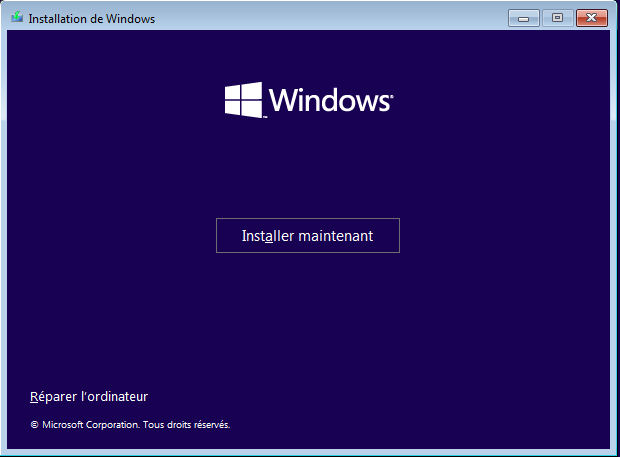 Installation de Windows
Windows®
Installer maintenant
Réparer l'ordinateur
© Microsoft Corporation. Tous droits réservés.